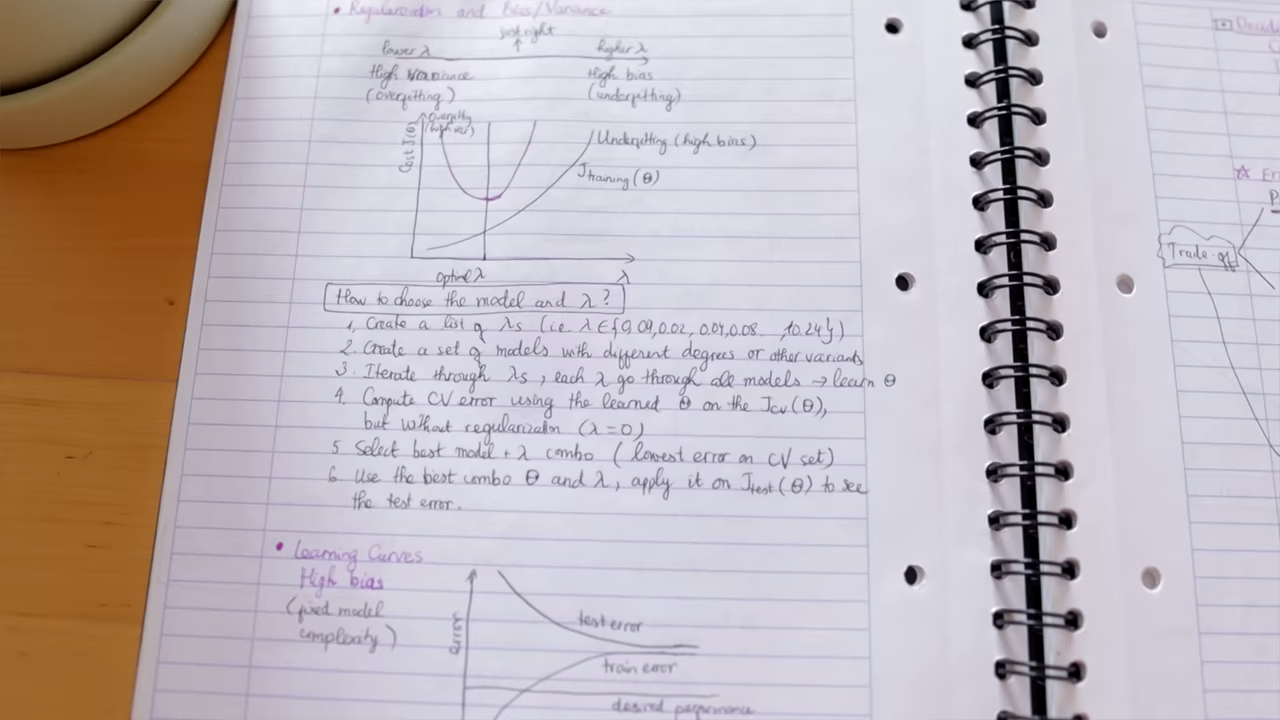 • Regularization and Bias/Variance
just right
lower λ
higher λ
High variance
High bias
(overfitting)
(underfitting)
Cost J(θ)
Underfitting (high bias)
Jtraining(θ)
optimal λ
λ
How to choose the model and λ?
1, Create a list of λs (i.e. λ∈{0, 0.02, 0.04, 0.08 ..., 10.24})
2. Create a set of models with different degrees or other variants
3. Iterate through λs, each λ go through all models → learn θ
4. Compute CV error using the learned θ on the JCV(θ),
but without regularization (λ=0)
5 Select best model + λ combo (lowest error on CV set)
6 Use the best combo θ and λ, apply it on Jtest(θ) to see
the test error.
• Learning Curves
High bias
(fixed model
complexity)
error
test error
train error
desired performance
Trade-off